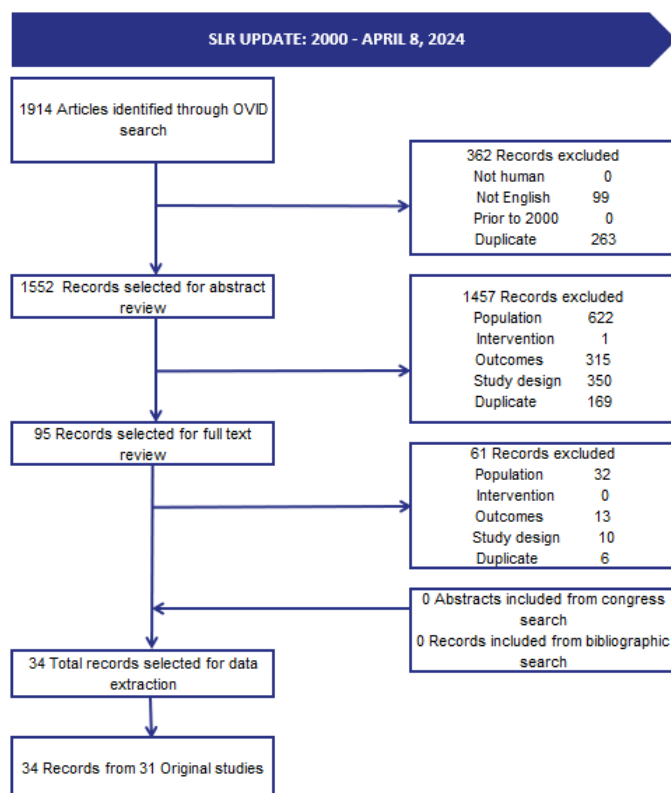 SLR UPDATE: 2000 - APRIL 8, 2024
1914 Articles identified through OVID
search
362 Records excluded
Not human 0
Not English 99
Prior to 2000 0
Duplicate 263
1552 Records selected for abstract
review
1457 Records excluded
Population 622
Intervention 1
Outcomes 315
Study design 350
Duplicate 169
95 Records selected for full text
review
61 Records excluded
Population 32
Intervention 0
Outcomes 13
Study design 10
Duplicate 6
0 Abstracts included from congress
search
0 Records included from bibliographic
search
34 Total records selected for data
extraction
34 Records from 31 Original studies